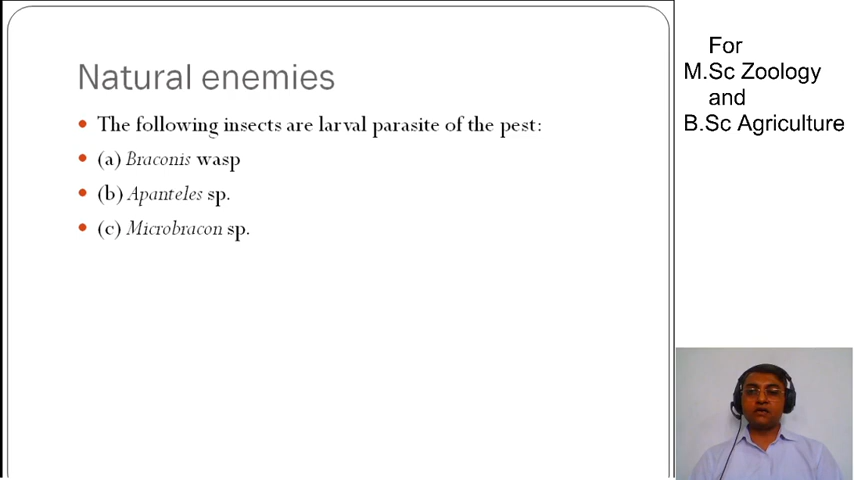 Natural enemies
• The following insects are larval parasite of the pest:
• (a) Braconis wasp
• (b) Apanteles sp.
• (c) Microbracon sp.
For
M.Sc Zoology
and
B.Sc Agriculture